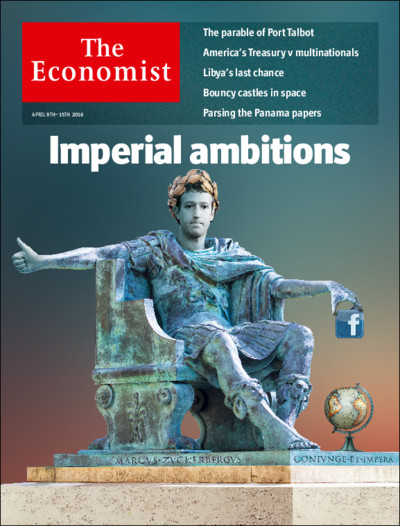 The
Economist
APRIL 9TH–15TH 2016
The parable of Port Talbot
America's Treasury v multinationals
Libya's last chance
Bouncy castles in space
Parsing the Panama papers
Imperial ambitions
f
MARCVS·ZVCKERBERGVS
CONIVNGE·ET·IMPERA